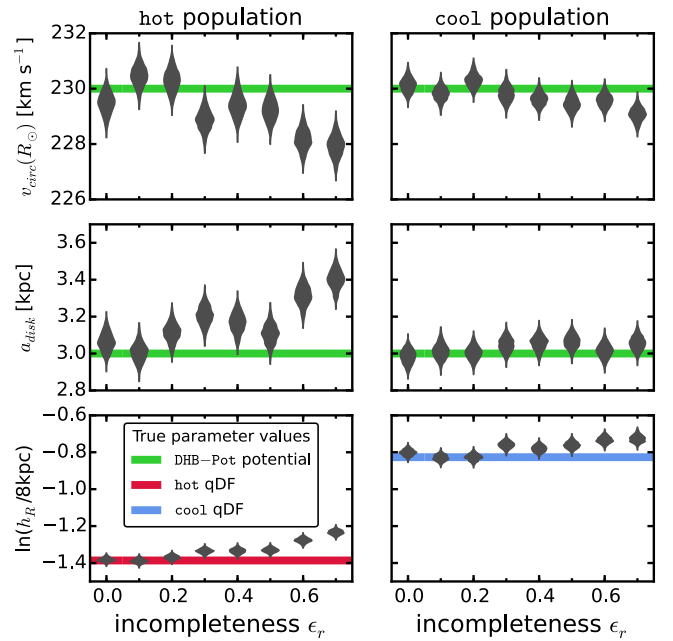 hot population
cool population
v_circ(R_⊙) [km s⁻¹]
232
230
228
226
a_disk [kpc]
3.6
3.4
3.2
3.0
2.8
ln(h_R/8kpc)
−0.6
−0.8
−1.0
−1.2
−1.4
True parameter values
DHB−Pot potential
hot qDF
cool qDF
0.0 0.2 0.4 0.6
0.0 0.2 0.4 0.6
incompleteness ϵ_r
incompleteness ϵ_r